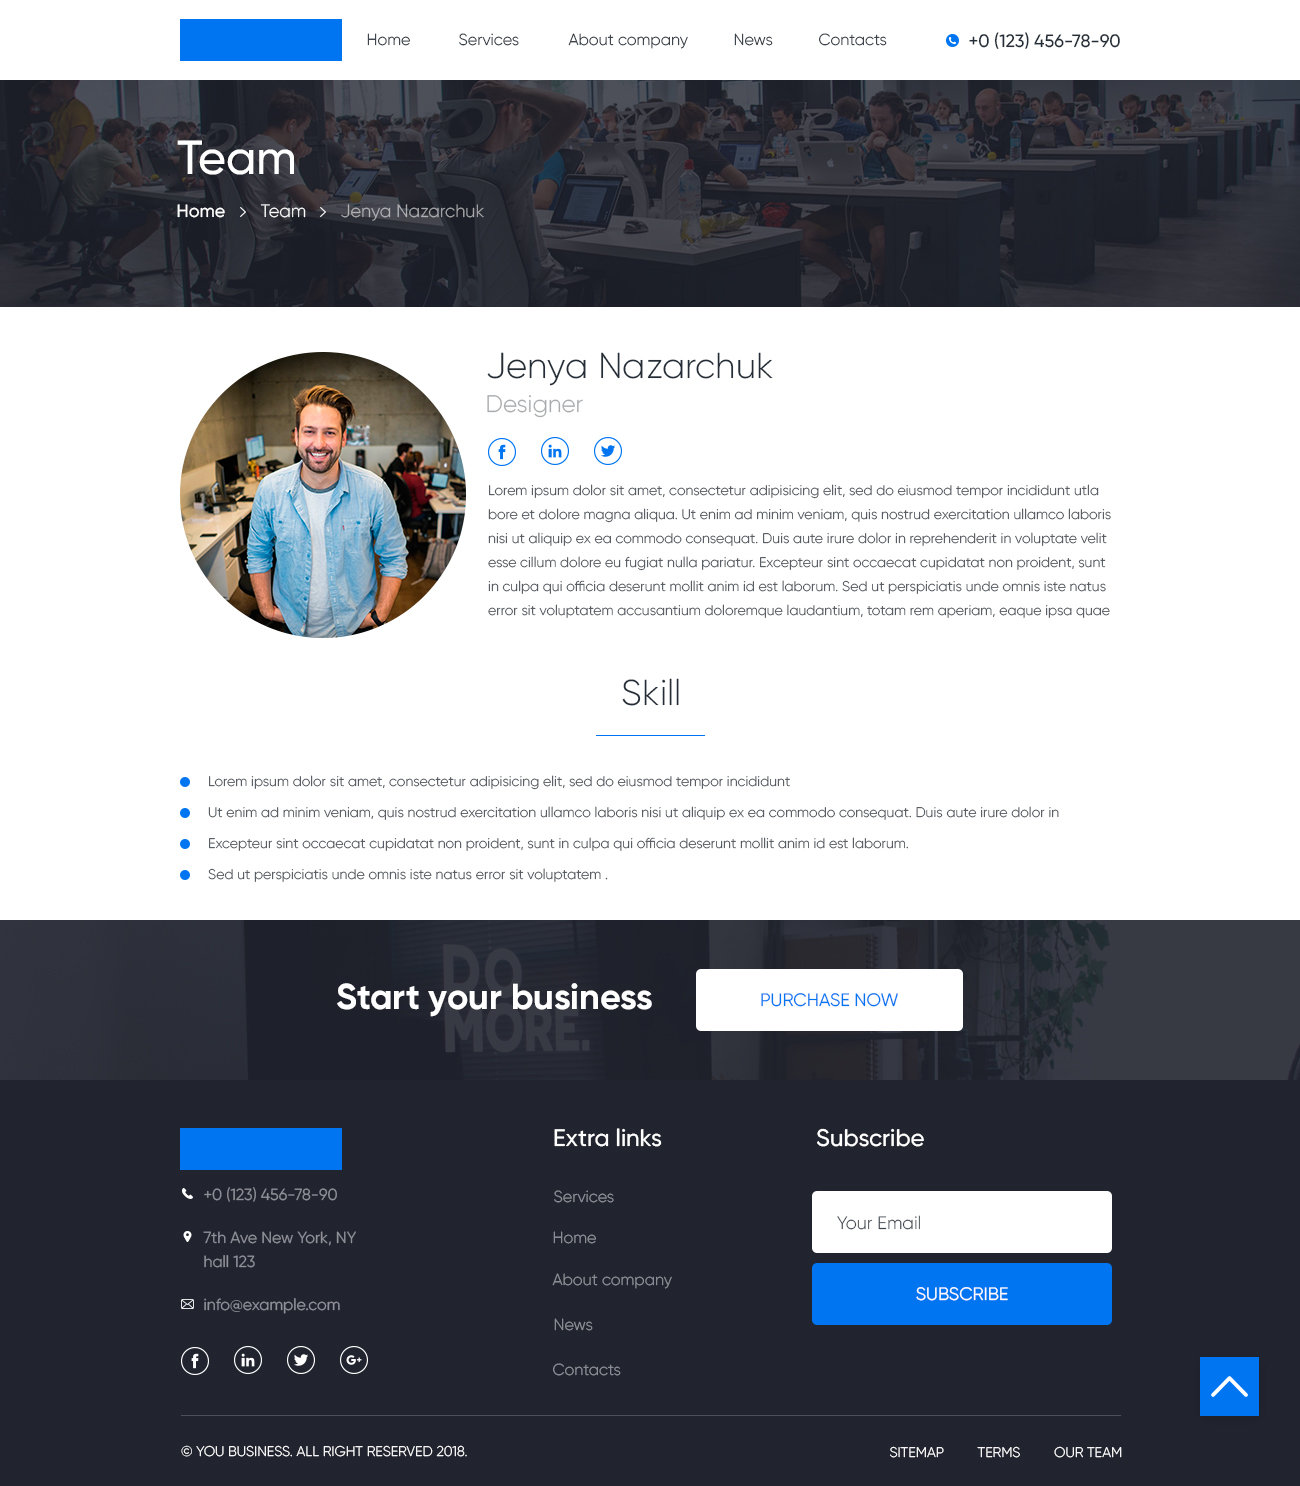 Home Services About company News Contacts +0 (123) 456-78-90
Team
Home > Team > Jenya Nazarchuk
Jenya Nazarchuk
Designer
Lorem ipsum dolor sit amet, consectetur adipisicing elit, sed do eiusmod tempor incididunt utla
bore et dolore magna aliqua. Ut enim ad minim veniam, quis nostrud exercitation ullamco laboris
nisi ut aliquip ex ea commodo consequat. Duis aute irure dolor in reprehenderit in voluptate velit
esse cillum dolore eu fugiat nulla pariatur. Excepteur sint occaecat cupidatat non proident, sunt
in culpa qui officia deserunt mollit anim id est laborum. Sed ut perspiciatis unde omnis iste natus
error sit voluptatem accusantium doloremque laudantium, totam rem aperiam, eaque ipsa quae
Skill
Lorem ipsum dolor sit amet, consectetur adipisicing elit, sed do eiusmod tempor incididunt
Ut enim ad minim veniam, quis nostrud exercitation ullamco laboris nisi ut aliquip ex ea commodo consequat. Duis aute irure dolor in
Excepteur sint occaecat cupidatat non proident, sunt in culpa qui officia deserunt mollit anim id est laborum.
Sed ut perspiciatis unde omnis iste natus error sit voluptatem .
DO
MORE.
Start your business
PURCHASE NOW
+0 (123) 456-78-90
7th Ave New York, NY
hall 123
info@example.com
Extra links
Services
Home
About company
News
Contacts
Subscribe
Your Email
SUBSCRIBE
© YOU BUSINESS. ALL RIGHT RESERVED 2018.
SITEMAP TERMS OUR TEAM